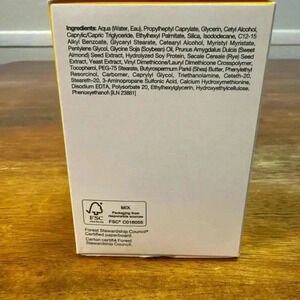 Ingredients: Aqua (Water, Eau), Propylheptyl Caprylate, Glycerin, Cetyl Alcohol,
Caprylic/Capric Triglyceride, Ethylhexyl Palmitate, Silica, Isododecane, C12-15
Alkyl Benzoate, Glyceryl Stearate, Cetearyl Alcohol, Myristyl Myristate,
Pentylene Glycol, Glycine Soja (Soybean) Oil, Prunus Amygdalus Dulcis (Sweet
Almond) Seed Extract, Hydrolyzed Soy Protein, Secale Cereale (Rye) Seed
Extract, Yeast Extract, Vinyl Dimethicone/Lauryl Dimethicone Crosspolymer,
Tocopherol, PEG-75 Stearate, Butyrospermum Parkii (Shea) Butter, Phenylethyl
Resorcinol, Carbomer, Caprylyl Glycol, Triethanolamine, Ceteth-20,
Steareth-20, 3-Aminopropane Sulfonic Acid, Calcium Hydroxymethionine,
Disodium EDTA, Polysorbate 20, Ethylhexylglycerin, Hydroxyethylcellulose,
Phenoxyethanol
FSC
MIX
Packaging from
responsible sources
FSC® C016055
Forest Stewardship Council®
Certified paperboard.
Carton certifié Forest
Stewardship Council®